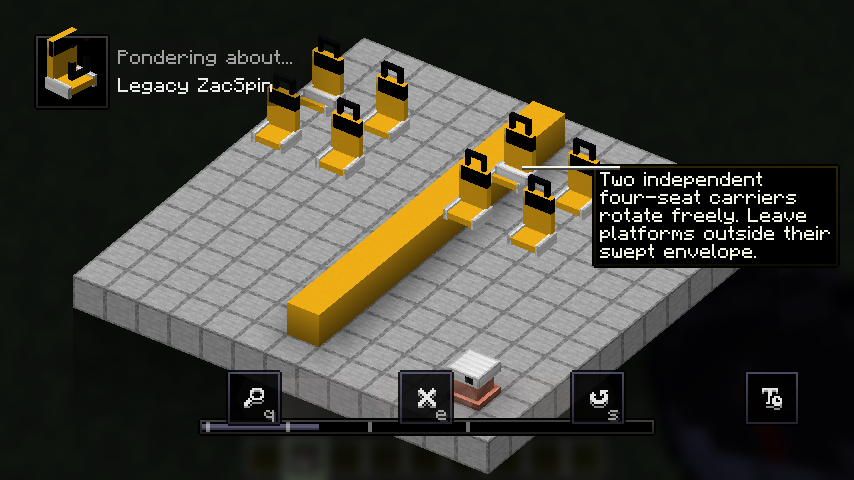 Pondering about...
Legacy ZacSpin
Two independent
four-seat carriers
rotate freely. Leave
platforms outside their
swept envelope.
q
e
s
T